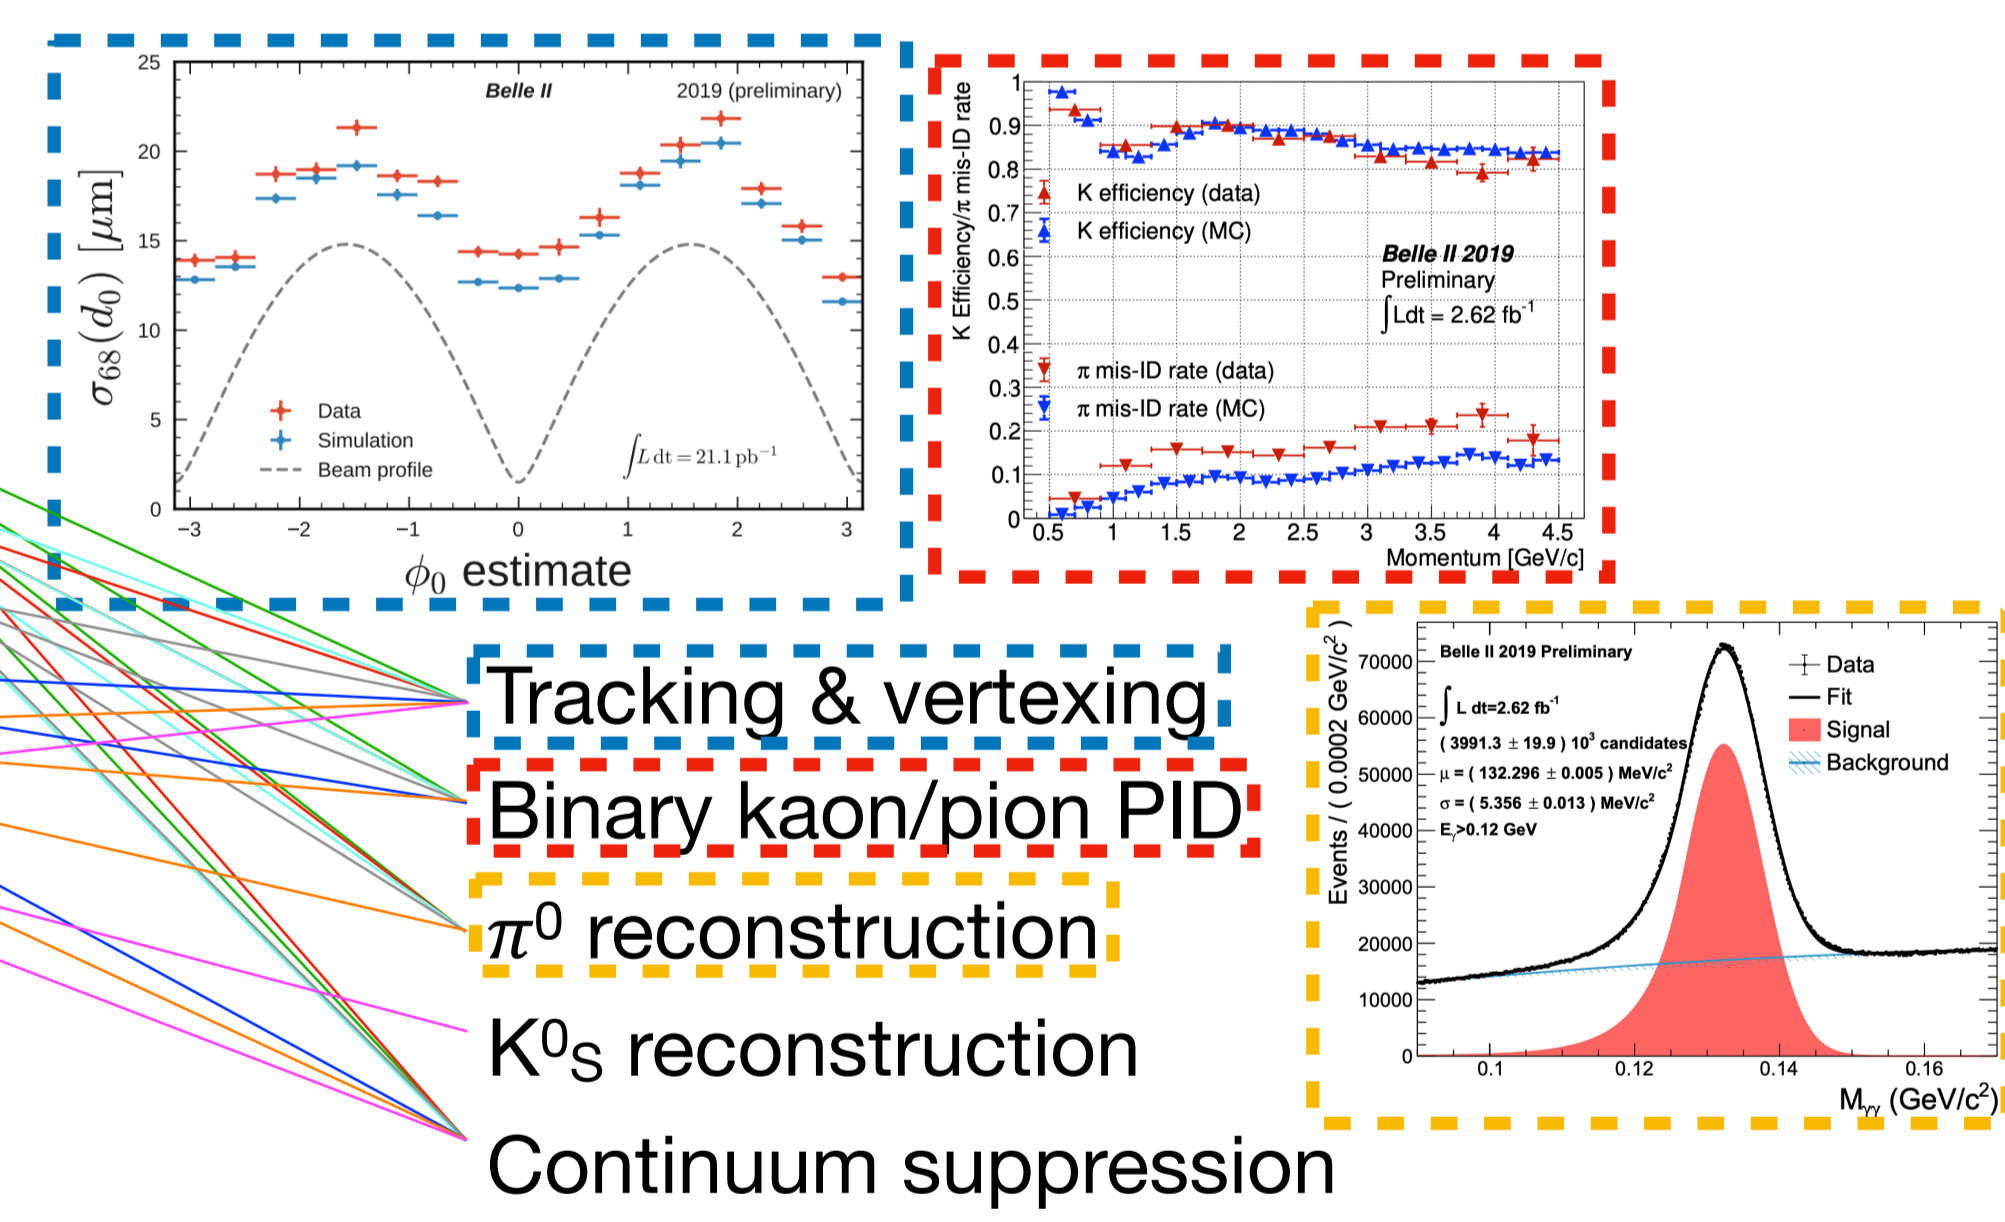 25
20
15
10
5
0
σ68(d0) [μm]
Belle II
2019 (preliminary)
Data
Simulation
Beam profile
∫L dt = 21.1 pb⁻¹
−3 −2 −1 0 1 2 3
ϕ0 estimate
K Efficiency/π mis-ID rate
1
0.9
0.8
0.7
0.6
0.5
0.4
0.3
0.2
0.1
0
K efficiency (data)
K efficiency (MC)
Belle II 2019
Preliminary
∫Ldt = 2.62 fb⁻¹
π mis-ID rate (data)
π mis-ID rate (MC)
0.5 1 1.5 2 2.5 3 3.5 4 4.5
Momentum [GeV/c]
Tracking & vertexing
Binary kaon/pion PID
π⁰ reconstruction
K⁰S reconstruction
Continuum suppression
Events / ( 0.0002 GeV/c² )
70000
60000
50000
40000
30000
20000
10000
0
Belle II 2019 Preliminary
∫ L dt=2.62 fb⁻¹
( 3991.3 ± 19.9 ) 10³ candidates
μ = ( 132.296 ± 0.005 ) MeV/c²
σ = ( 5.356 ± 0.013 ) MeV/c²
Eγ>0.12 GeV
Data
Fit
Signal
Background
0.1 0.12 0.14 0.16
Mγγ (GeV/c²)